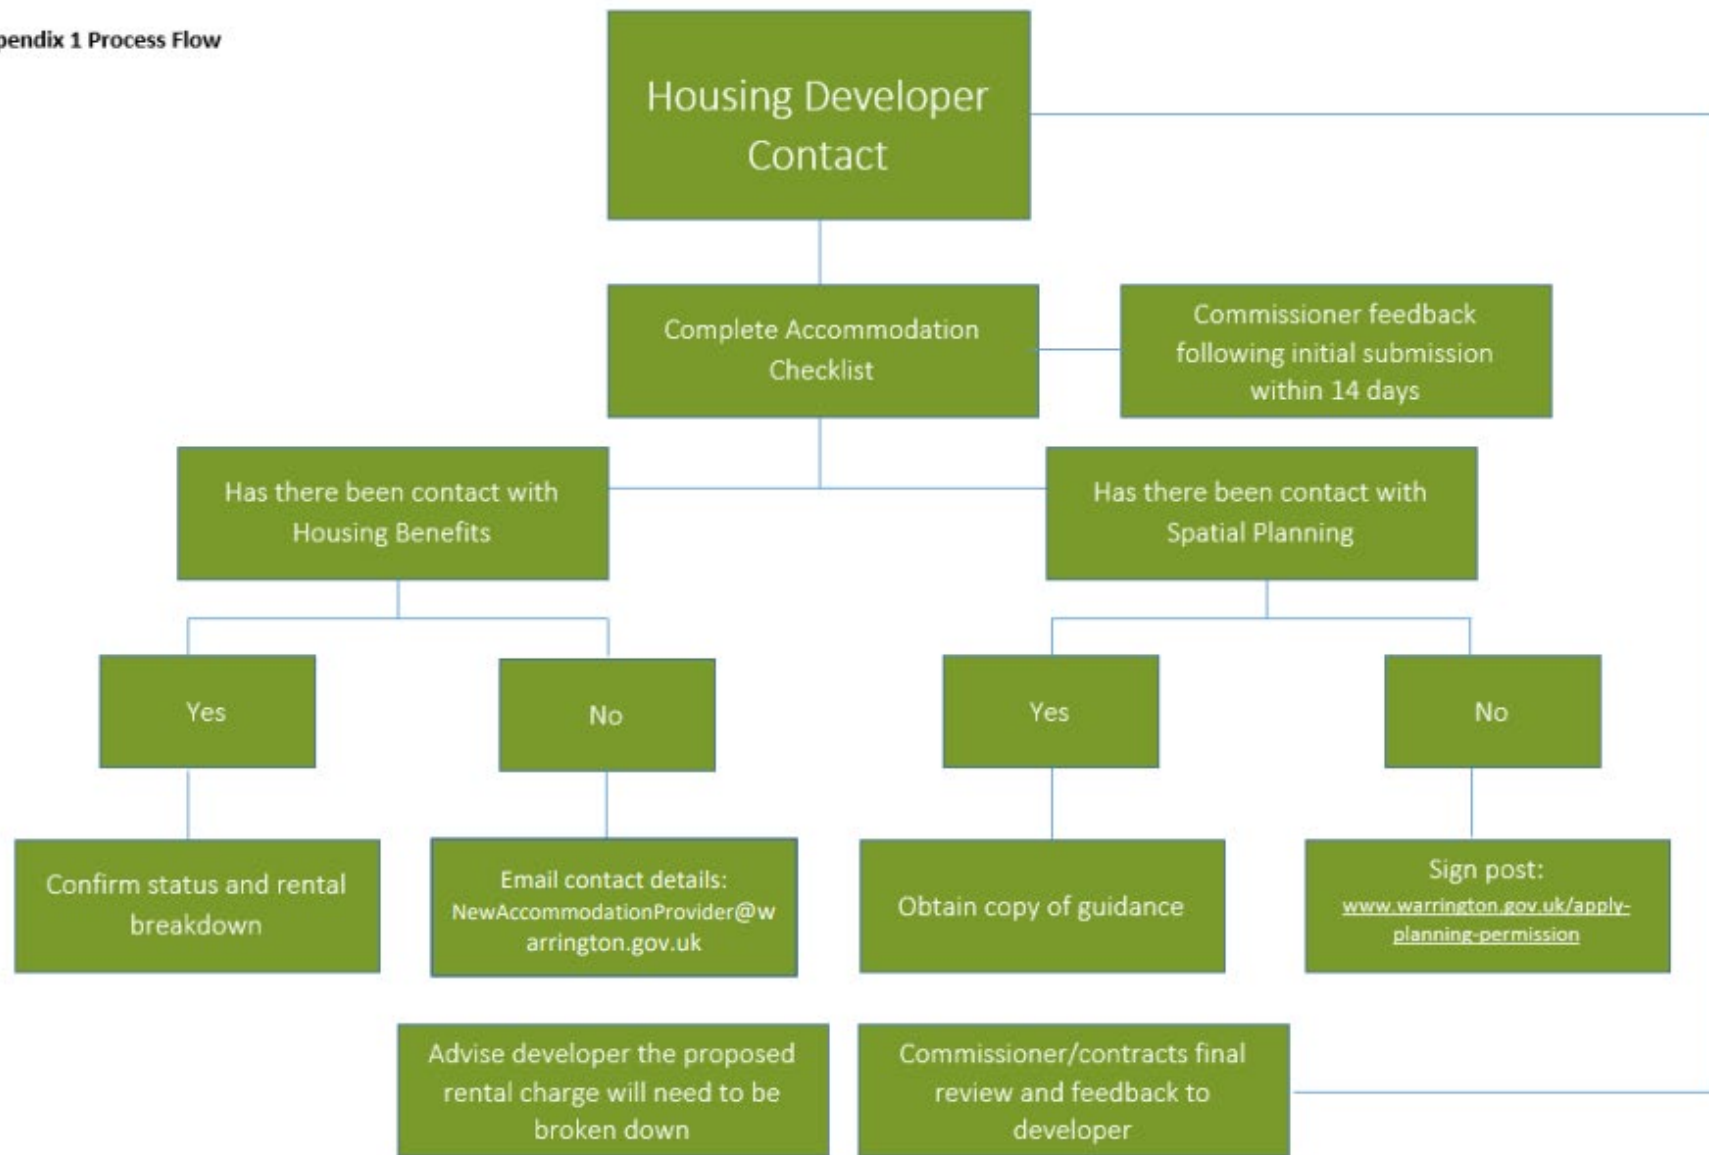 pendix 1 Process Flow
Housing Developer
Contact
Complete Accommodation
Checklist
Commissioner feedback
following initial submission
within 14 days
Has there been contact with
Housing Benefits
Has there been contact with
Spatial Planning
Yes
No
Yes
No
Confirm status and rental
breakdown
Email contact details:
NewAccommodationProvider@w
arrington.gov.uk
Obtain copy of guidance
Sign post:
www.warrington.gov.uk/apply-
planning-permission
Advise developer the proposed
rental charge will need to be
broken down
Commissioner/contracts final
review and feedback to
developer